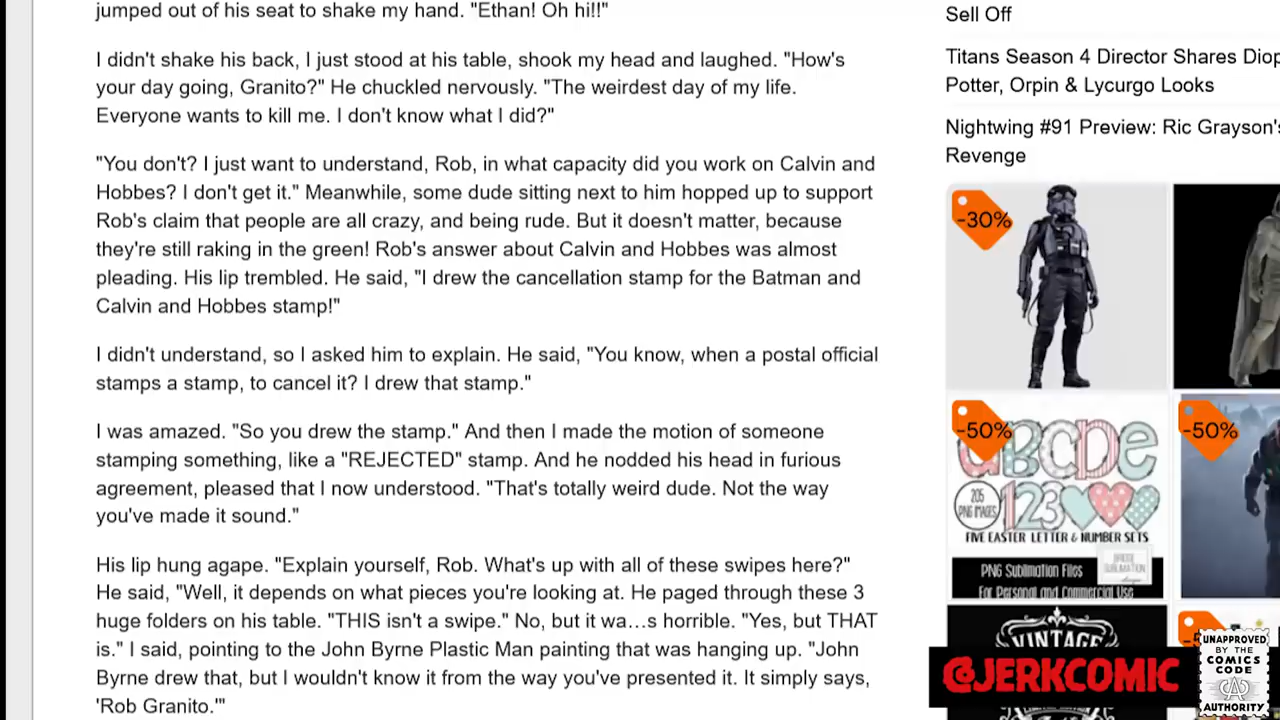 jumped out of his seat to shake my hand. "Ethan! Oh hi!!"
I didn't shake his back, I just stood at his table, shook my head and laughed. "How's
your day going, Granito?" He chuckled nervously. "The weirdest day of my life.
Everyone wants to kill me. I don't know what I did?"
"You don't? I just want to understand, Rob, in what capacity did you work on Calvin and
Hobbes? I don't get it." Meanwhile, some dude sitting next to him hopped up to support
Rob's claim that people are all crazy, and being rude. But it doesn't matter, because
they're still raking in the green! Rob's answer about Calvin and Hobbes was almost
pleading. His lip trembled. He said, "I drew the cancellation stamp for the Batman and
Calvin and Hobbes stamp!"
I didn't understand, so I asked him to explain. He said, "You know, when a postal official
stamps a stamp, to cancel it? I drew that stamp."
I was amazed. "So you drew the stamp." And then I made the motion of someone
stamping something, like a "REJECTED" stamp. And he nodded his head in furious
agreement, pleased that I now understood. "That's totally weird dude. Not the way
you've made it sound."
His lip hung agape. "Explain yourself, Rob. What's up with all of these swipes here?"
He said, "Well, it depends on what pieces you're looking at. He paged through these 3
huge folders on his table. "THIS isn't a swipe." No, but it wa…s horrible. "Yes, but THAT
is." I said, pointing to the John Byrne Plastic Man painting that was hanging up. "John
Byrne drew that, but I wouldn't know it from the way you've presented it. It simply says,
'Rob Granito.'"
Sell Off
Titans Season 4 Director Shares Diop
Potter, Orpin & Lycurgo Looks
Nightwing #91 Preview: Ric Grayson's
Revenge
-30%
-50%
-50%
aBCDe
123
205
PNG IMAGES
FIVE EASTER LETTER & NUMBER SETS
PNG Sublimation Files
For Personal and Commercial Use
VINTAGE
@JERKCOMIC
UNAPPROVED
BY THE
COMICS
CODE
AUTHORITY